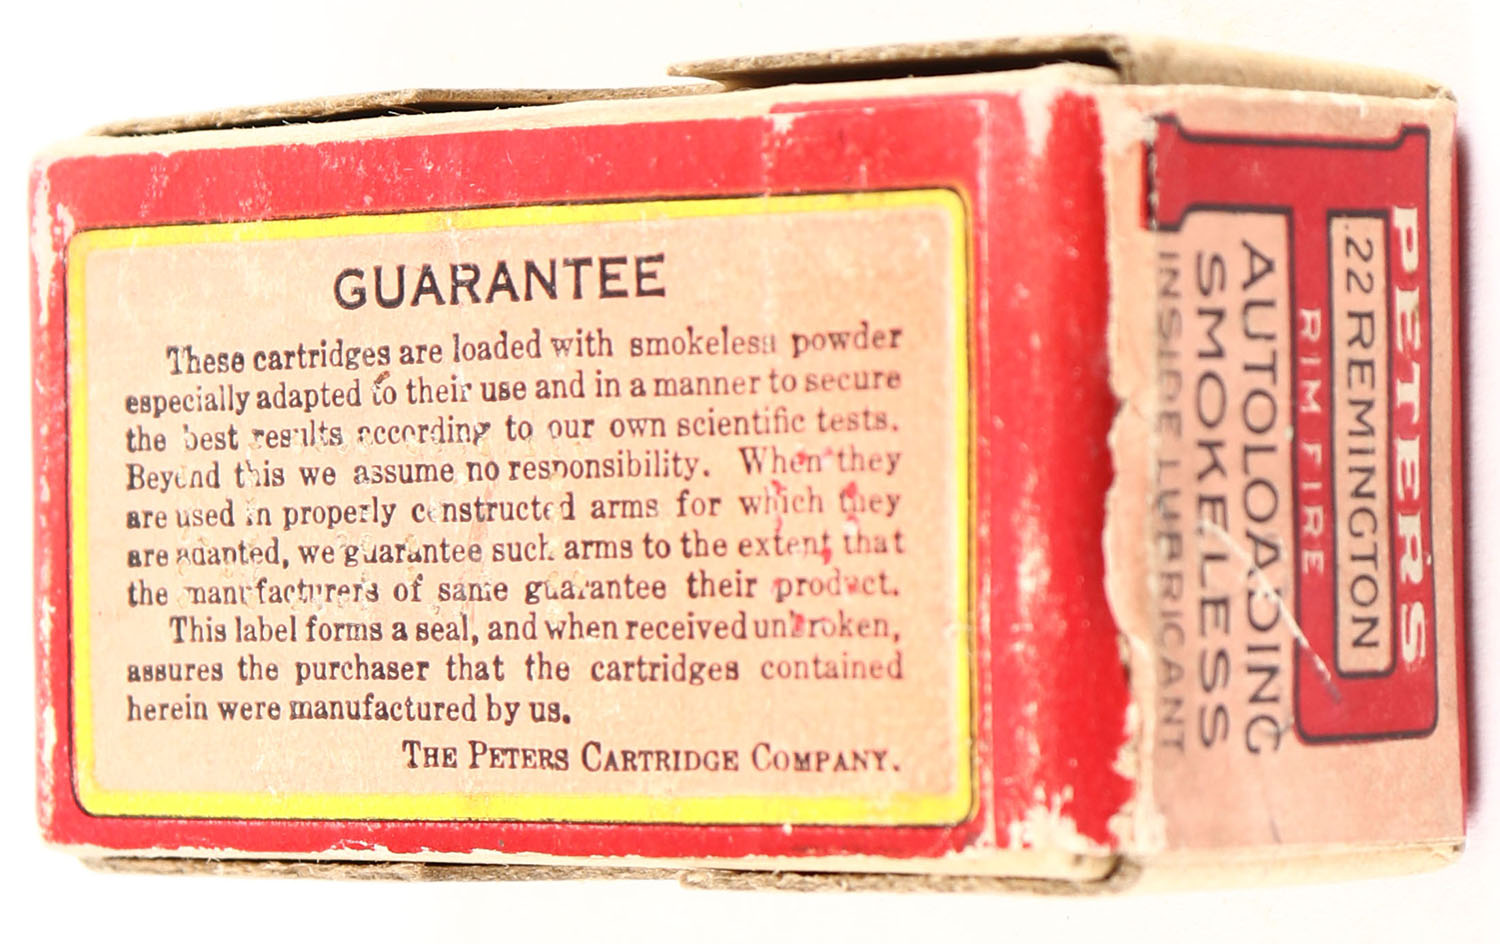 GUARANTEE
These cartridges are loaded with smokeless powder
especially adapted to their use and in a manner to secure
the best results according to our own scientific tests.
Beyond this we assume no responsibility. When they
are used in properly constructed arms for which they
are adapted, we guarantee such arms to the extent that
the manufacturers of same guarantee their product.
This label forms a seal, and when received unbroken,
assures the purchaser that the cartridges contained
herein were manufactured by us.
THE PETERS CARTRIDGE COMPANY.
PETERS
.22 REMINGTON
RIM FIRE
AUTOLOADING
SMOKELESS
INSIDE LUBRICANT